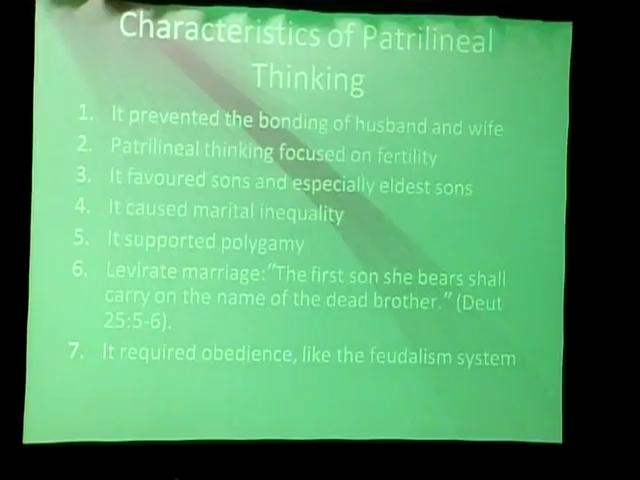 Characteristics of Patrilineal
Thinking
1. It prevented the bonding of husband and wife
2. Patrilineal thinking focused on fertility
3. It favoured sons and especially eldest sons
4. It caused marital inequality
5. It supported polygamy
6. Levirate marriage:"The first son she bears shall
carry on the name of the dead brother." (Deut
25:5-6).
7. It required obedience, like the feudalism system